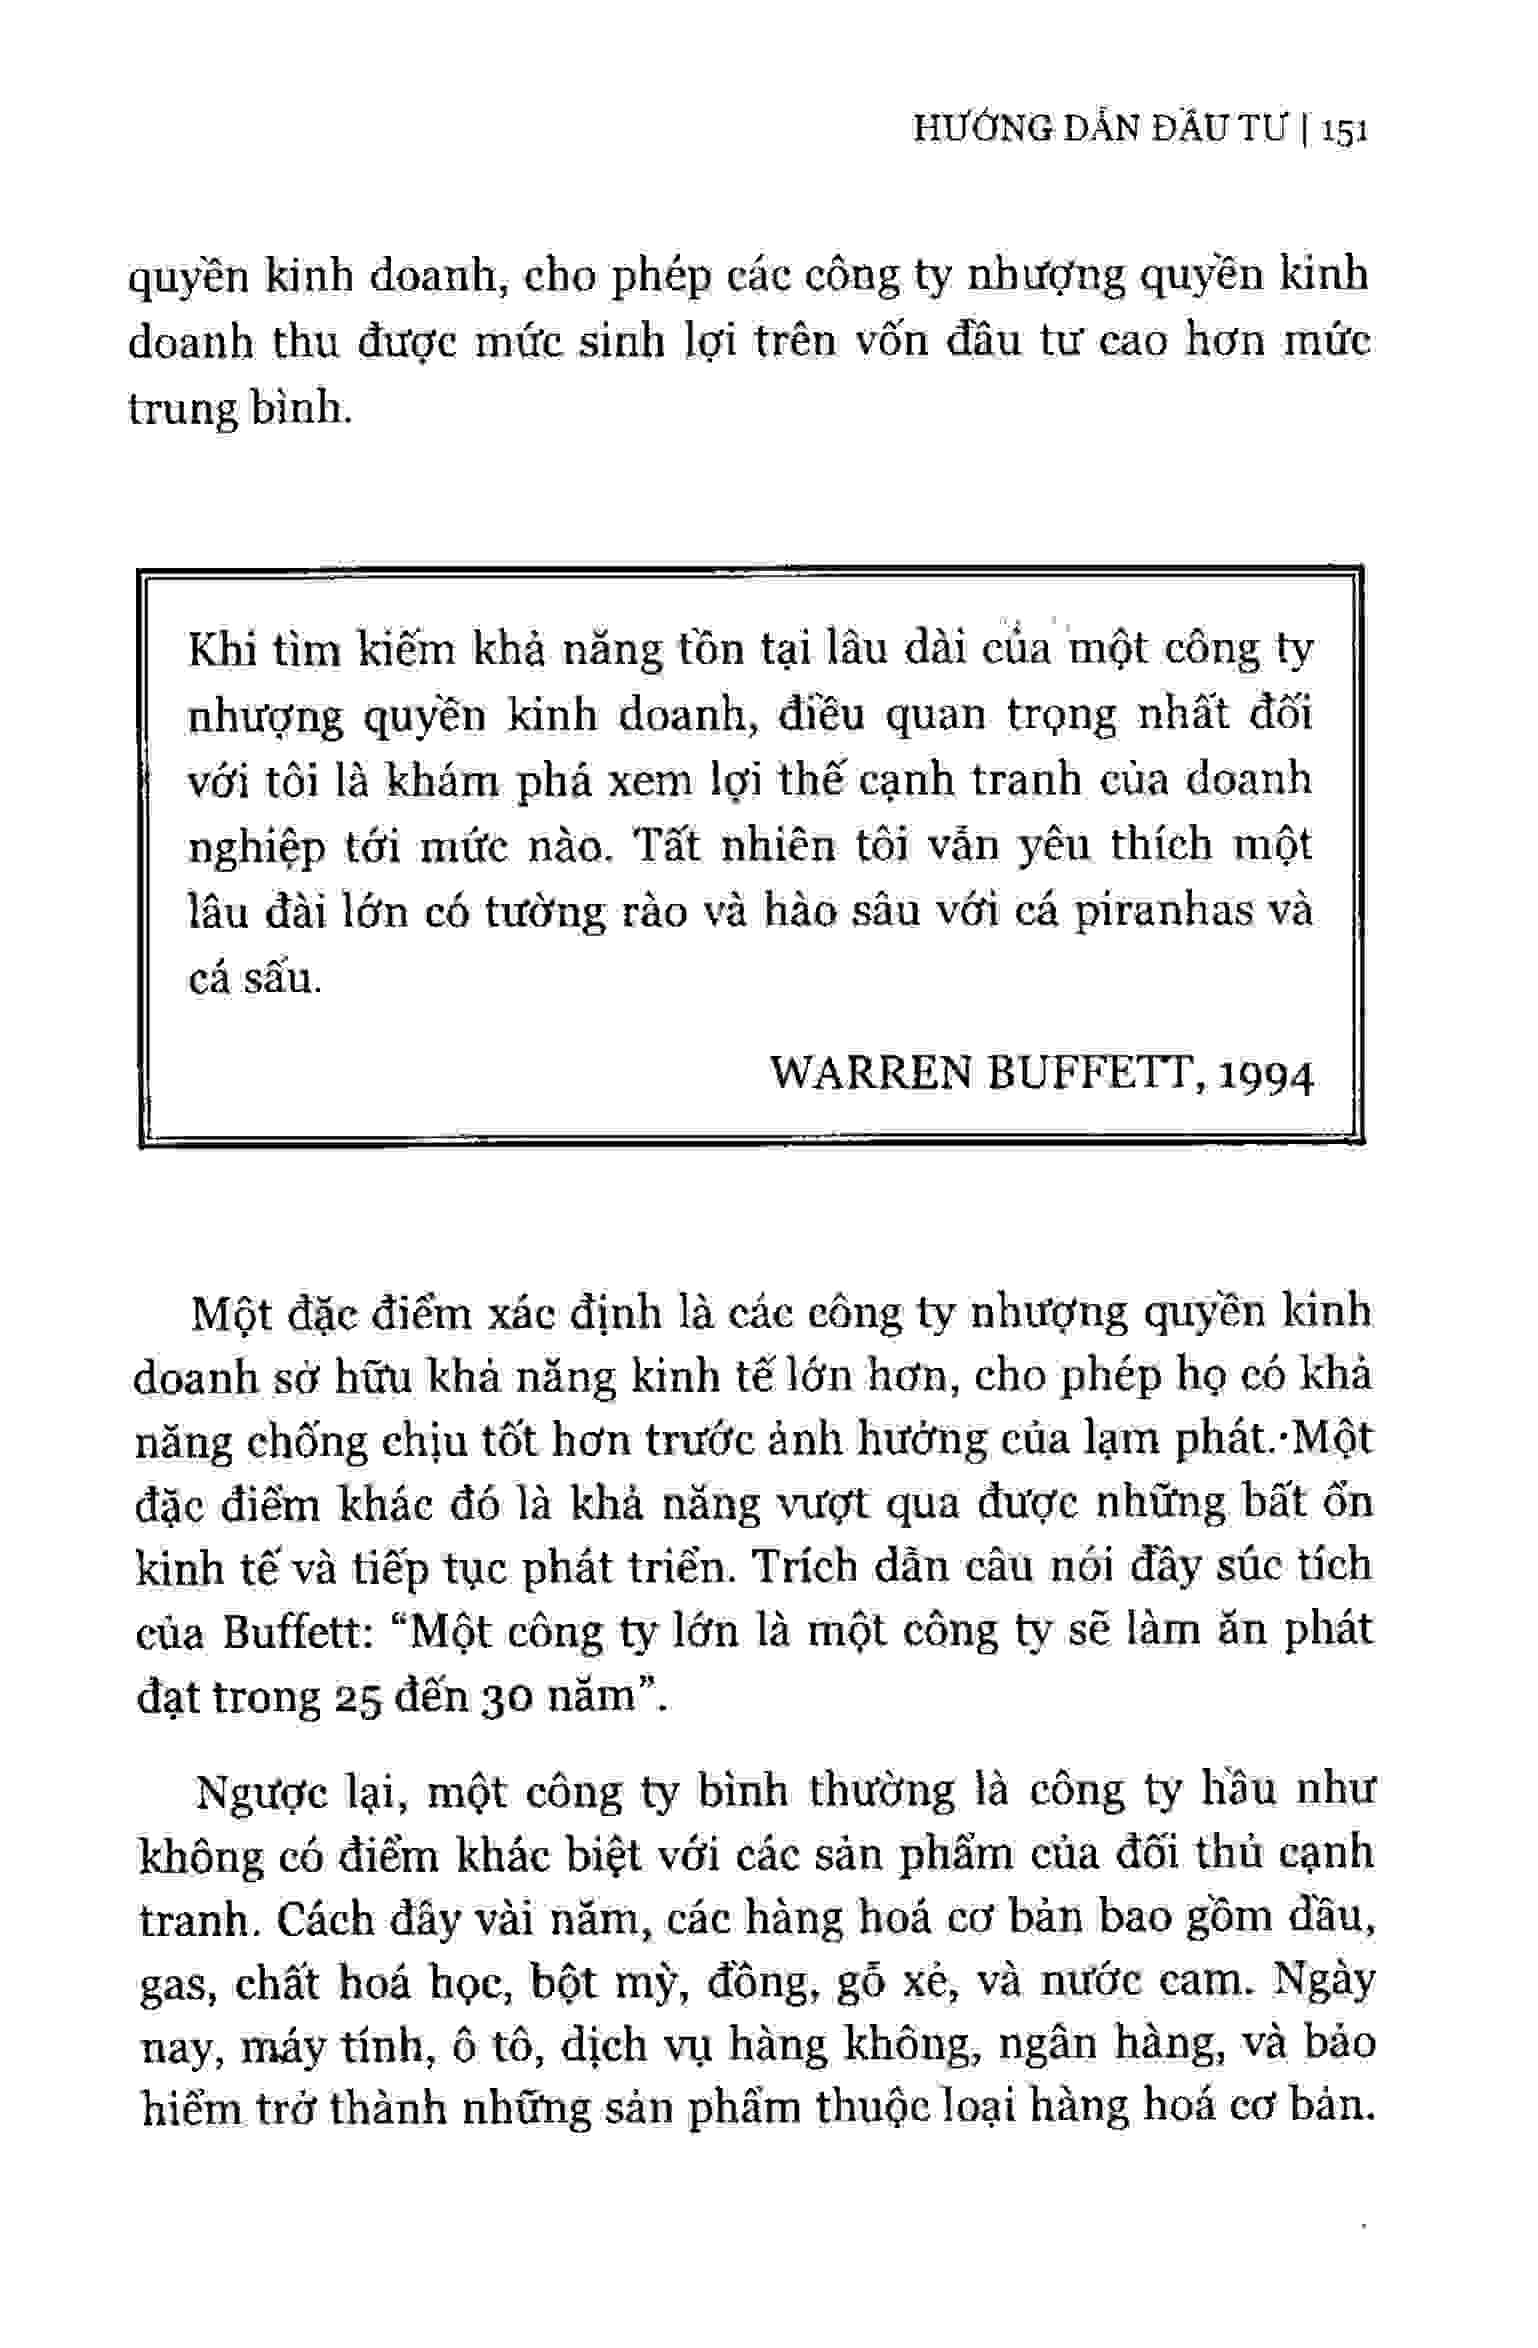 HƯỚNG DẪN ĐẦU TƯ | 151
quyền kinh doanh, cho phép các công ty nhượng quyền kinh
doanh thu được mức sinh lợi trên vốn đầu tư cao hơn mức
trung bình.
Khi tìm kiếm khả năng tồn tại lâu dài của một công ty
nhượng quyền kinh doanh, điều quan trọng nhất đối
với tôi là khám phá xem lợi thế cạnh tranh của doanh
nghiệp tới mức nào. Tất nhiên tôi vẫn yêu thích một
lâu đài lớn có tường rào và hào sâu với cá piranhas và
cá sấu.
WARREN BUFFETT, 1994
Một đặc điểm xác định là các công ty nhượng quyền kinh
doanh sở hữu khả năng kinh tế lớn hơn, cho phép họ có khả
năng chống chịu tốt hơn trước ảnh hưởng của lạm phát. Một
đặc điểm khác đó là khả năng vượt qua được những bất ổn
kinh tế và tiếp tục phát triển. Trích dẫn câu nói đầy súc tích
của Buffett: “Một công ty lớn là một công ty sẽ làm ăn phát
đạt trong 25 đến 30 năm”.
Ngược lại, một công ty bình thường là công ty hầu như
không có điểm khác biệt với các sản phẩm của đối thủ cạnh
tranh. Cách đây vài năm, các hàng hoá cơ bản bao gồm dầu,
gas, chất hoá học, bột mỳ, đồng, gỗ xẻ, và nước cam. Ngày
nay, máy tính, ô tô, dịch vụ hàng không, ngân hàng, và bảo
hiểm trở thành những sản phẩm thuộc loại hàng hoá cơ bản.